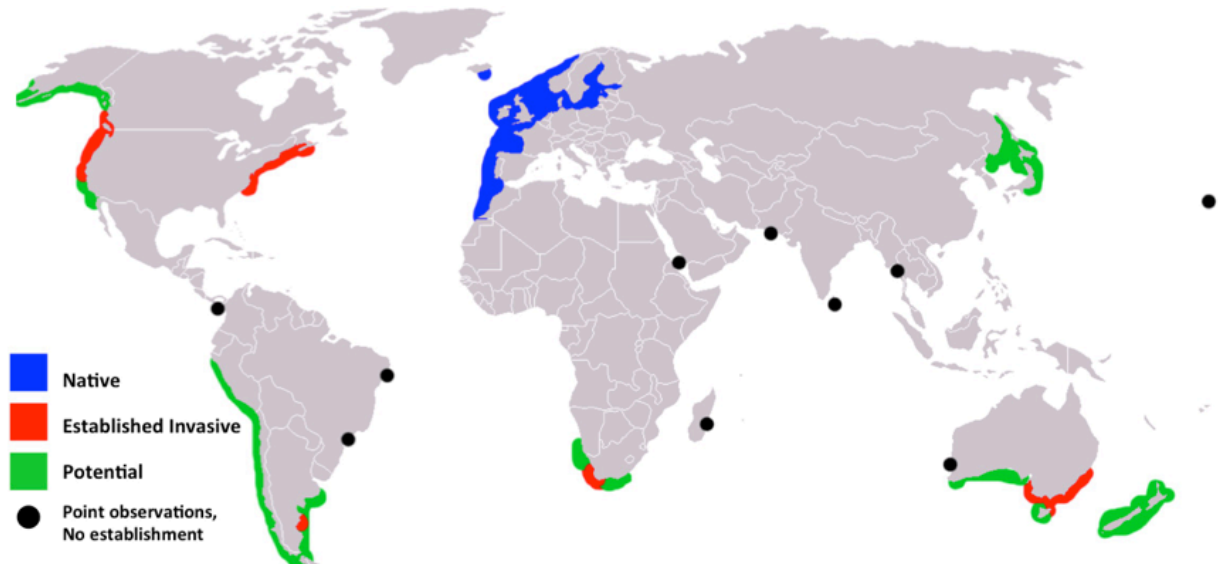 Native
Established Invasive
Potential
Point observations,
No establishment